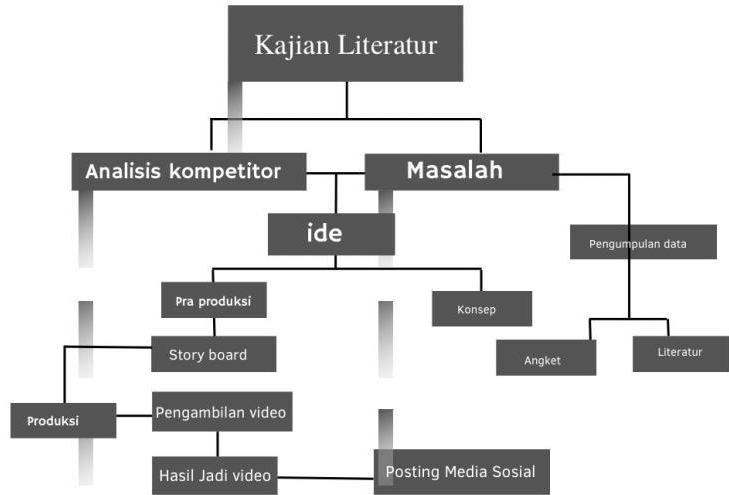 Kajian Literatur
Analisis kompetitor
Masalah
ide
Pengumpulan data
Pra produksi
Konsep
Story board
Angket
Literatur
Produksi
Pengambilan video
Hasil Jadi video
Posting Media Sosial